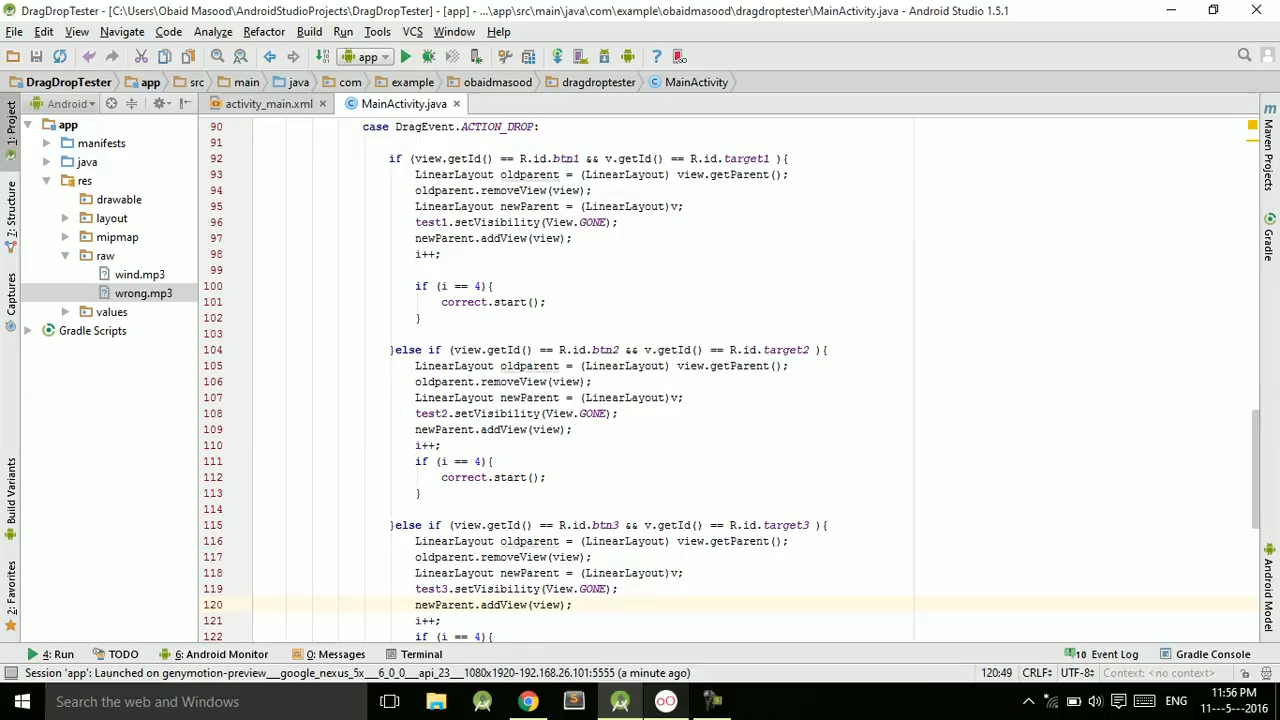 DragDropTester - [C:\Users\Obaid Masood\AndroidStudioProjects\DragDropTester] - [app] - ...\app\src\main\java\com\example\obaidmasood\dragdroptester\MainActivity.java - Android Studio 1.5.1
File Edit View Navigate Code Analyze Refactor Build Run Tools VCS Window Help
app
DragDropTester app src main java com example obaidmasood dragdroptester MainActivity
Android activity_main.xml MainActivity.java
1: Project
7: Structure
Captures
Build Variants
2: Favorites
app
manifests
java
res
drawable
layout
mipmap
raw
wind.mp3
wrong.mp3
values
Gradle Scripts
90 case DragEvent.ACTION_DROP:
91
92 if (view.getId() == R.id.btn1 && v.getId() == R.id.target1 ){
93 LinearLayout oldparent = (LinearLayout) view.getParent();
94 oldparent.removeView(view);
95 LinearLayout newParent = (LinearLayout)v;
96 test1.setVisibility(View.GONE);
97 newParent.addView(view);
98 i++;
99
100 if (i == 4){
101 correct.start();
102 }
103
104 }else if (view.getId() == R.id.btn2 && v.getId() == R.id.target2 ){
105 LinearLayout oldparent = (LinearLayout) view.getParent();
106 oldparent.removeView(view);
107 LinearLayout newParent = (LinearLayout)v;
108 test2.setVisibility(View.GONE);
109 newParent.addView(view);
110 i++;
111 if (i == 4){
112 correct.start();
113 }
114
115 }else if (view.getId() == R.id.btn3 && v.getId() == R.id.target3 ){
116 LinearLayout oldparent = (LinearLayout) view.getParent();
117 oldparent.removeView(view);
118 LinearLayout newParent = (LinearLayout)v;
119 test3.setVisibility(View.GONE);
120 newParent.addView(view);
121 i++;
122 if (i == 4){
Maven Projects
Gradle
Android Model
4: Run TODO 6: Android Monitor 0: Messages Terminal 10 Event Log Gradle Console
Session 'app': Launched on genymotion-preview__google_nexus_5x__6_0_0__api_23__1080x1920-192.168.26.101:5555 (a minute ago) 120:49 CRLF UTF-8 Context: <no context>
Search the web and Windows ENG 11:56 PM
11---5---2016